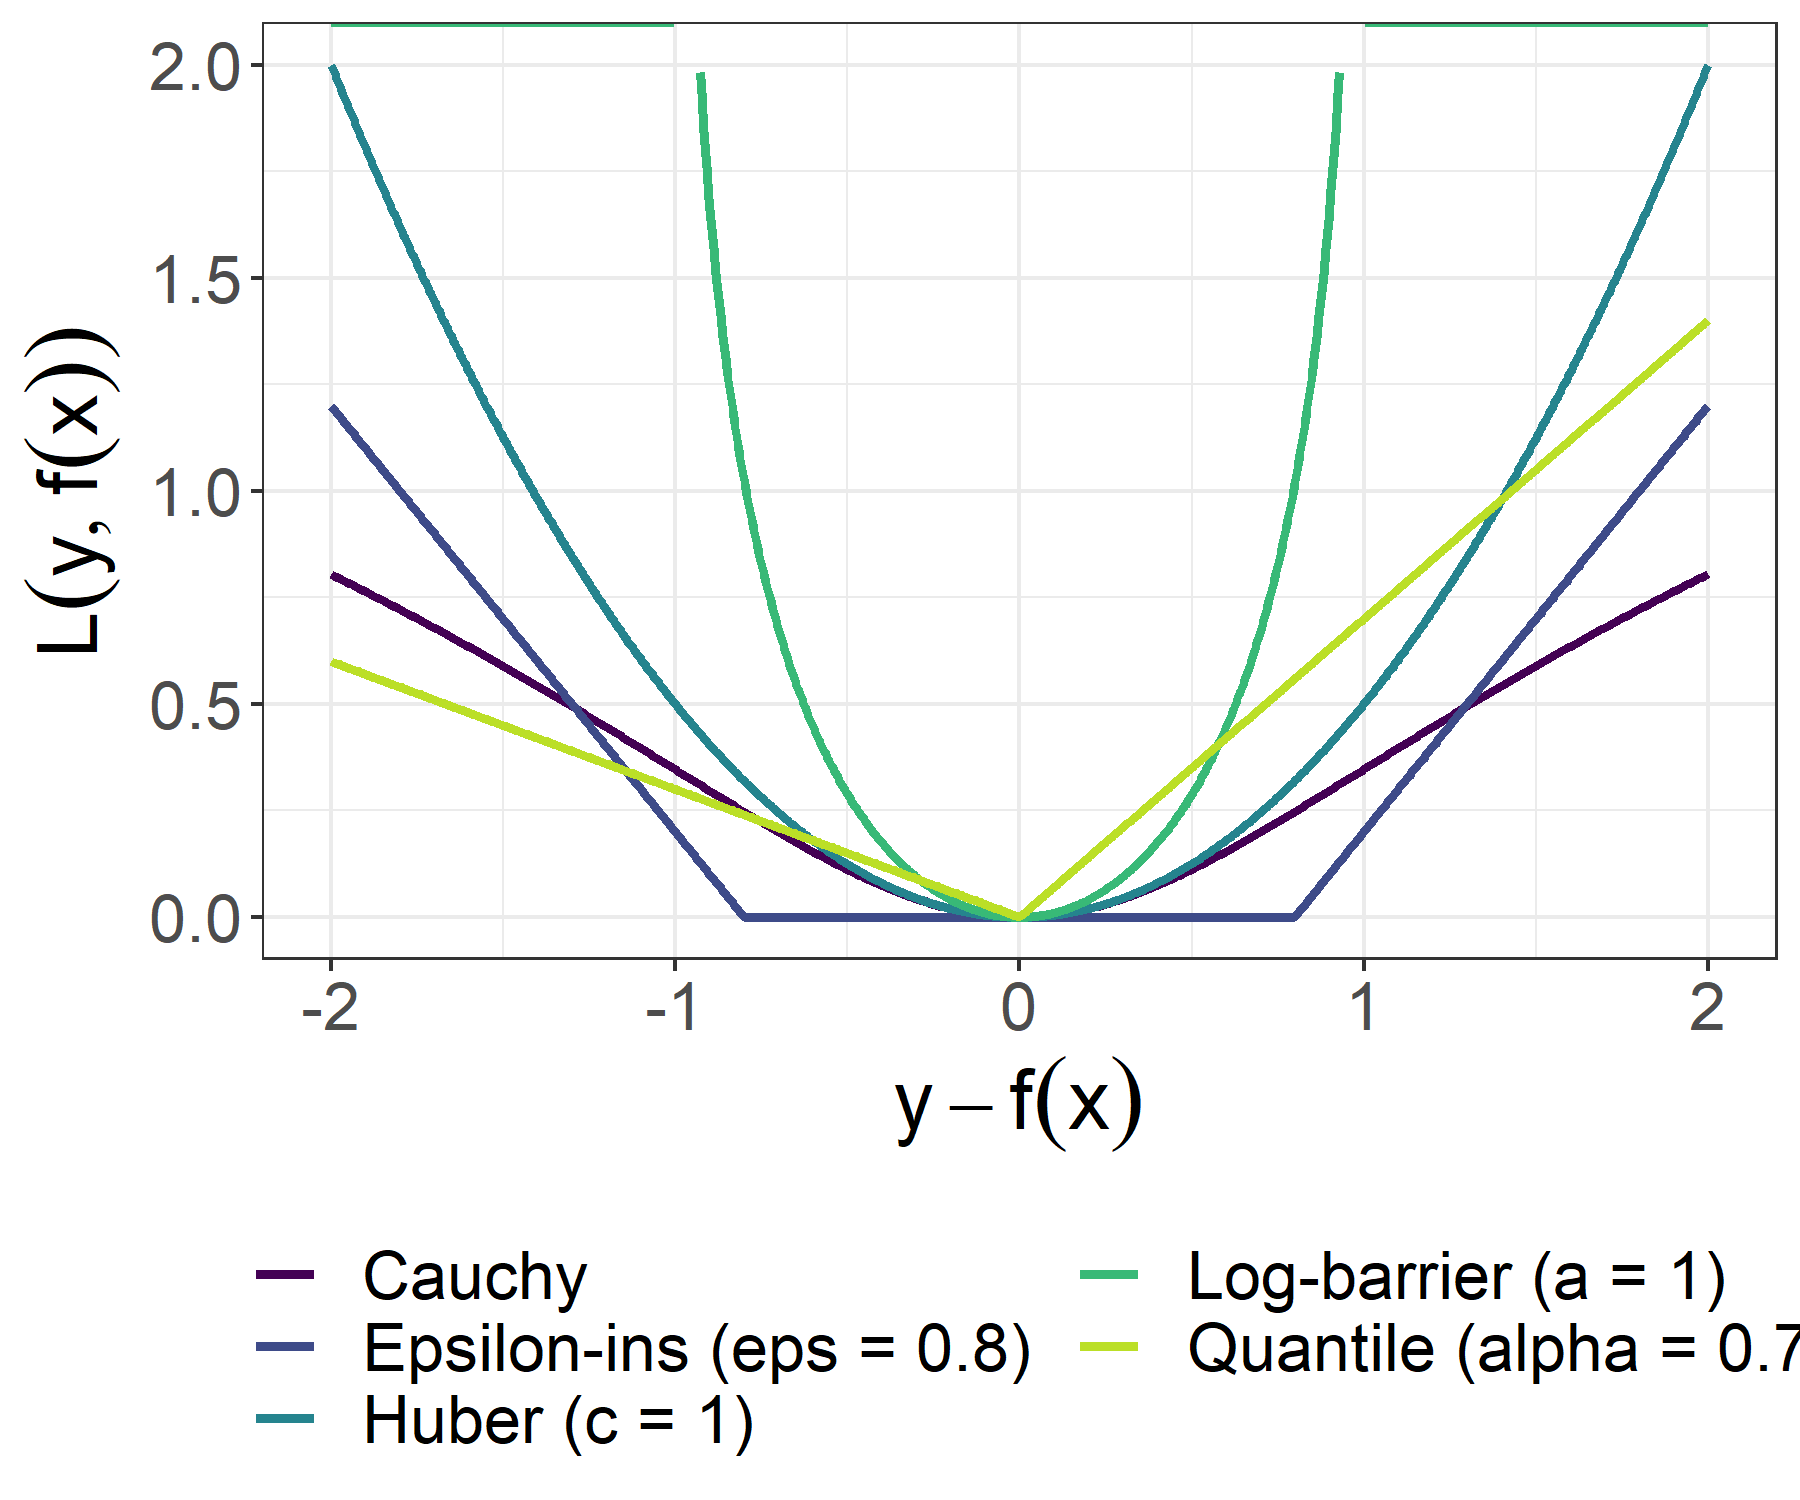 2.0
1.5
1.0
0.5
0.0
L(y, f(x))
-2 -1 0 1 2
y – f(x)
Cauchy
Epsilon-ins (eps = 0.8)
Huber (c = 1)
Log-barrier (a = 1)
Quantile (alpha = 0.7